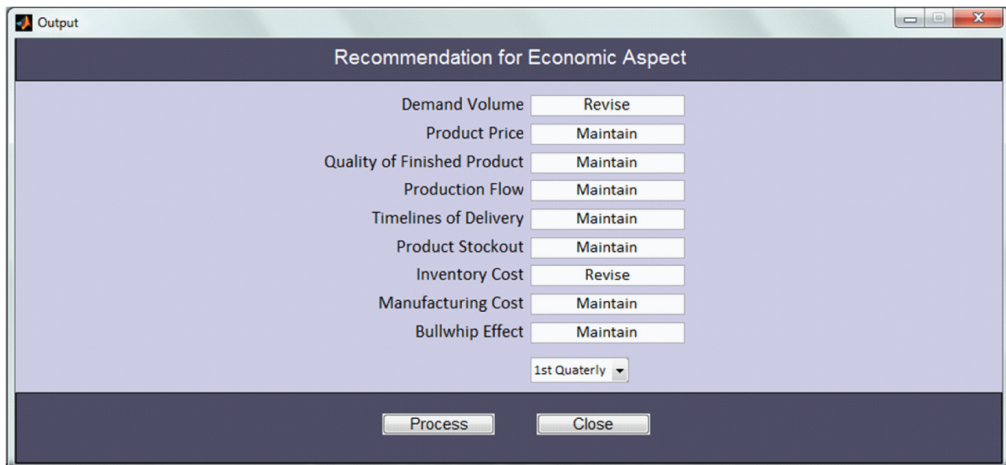 Output
Recommendation for Economic Aspect
Demand Volume Revise
Product Price Maintain
Quality of Finished Product Maintain
Production Flow Maintain
Timelines of Delivery Maintain
Product Stockout Maintain
Inventory Cost Revise
Manufacturing Cost Maintain
Bullwhip Effect Maintain
1st Quaterly
Process Close